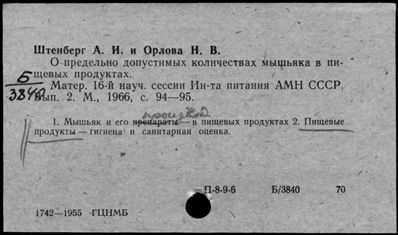 Штенберг А. И. и Орлова Н. В.
О предельно допустимых количествах мышьяка в пи-
щевых продуктах.
Б
3840
Матер. 16-й науч. сессии Ин-та питания АМН СССР.
Вып. 2. М., 1966, с. 94—95.
1. Мышьяк и его препараты — в пищевых продуктах 2. Пищевые
продукты — гигиена и санитарная оценка.
П-8-9-6 Б/3840 70
1742—1955 ГЦНМБ